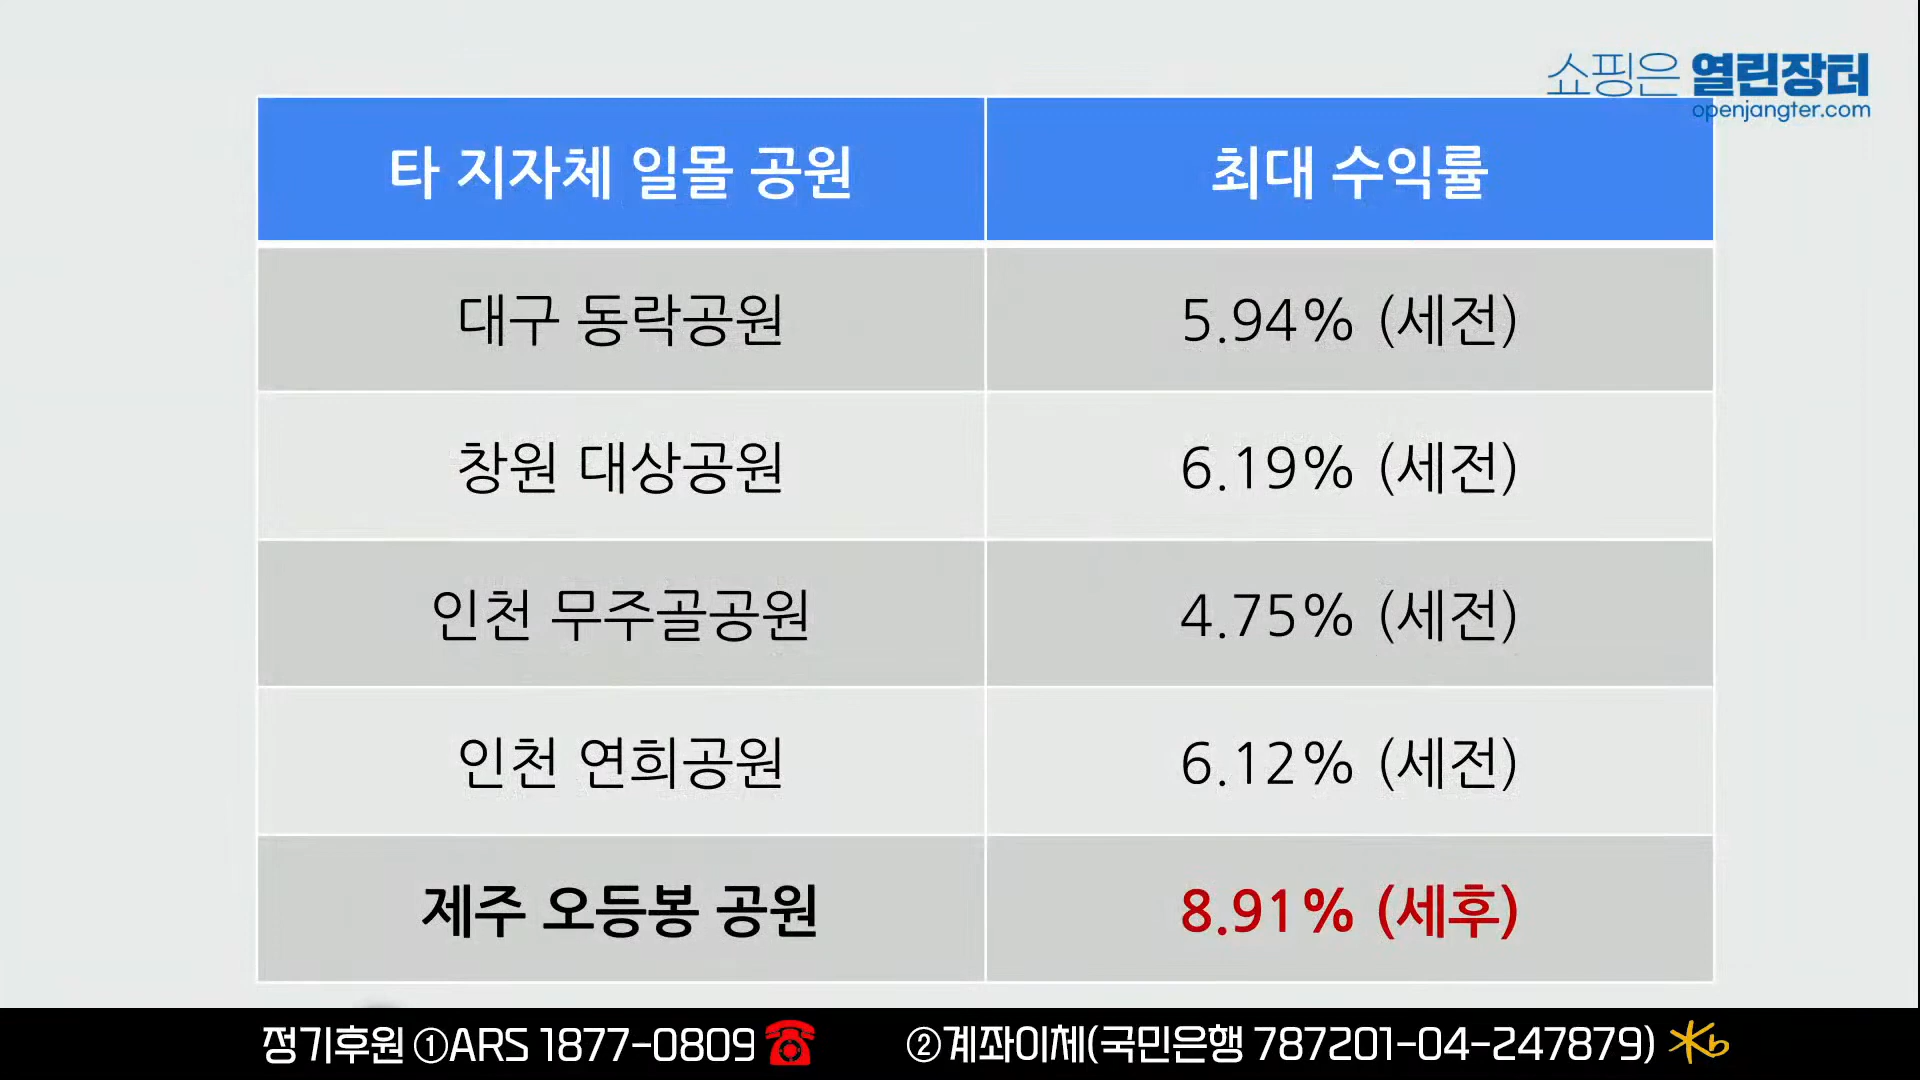 쇼핑은 열린장터
openjangter.com
타 지자체 일몰 공원 최대 수익률
대구 동락공원 5.94% (세전)
창원 대상공원 6.19% (세전)
인천 무주골공원 4.75% (세전)
인천 연희공원 6.12% (세전)
제주 오등봉 공원 8.91% (세후)
정기후원 ①ARS 1877-0809 ②계좌이체(국민은행 787201-04-247879) b